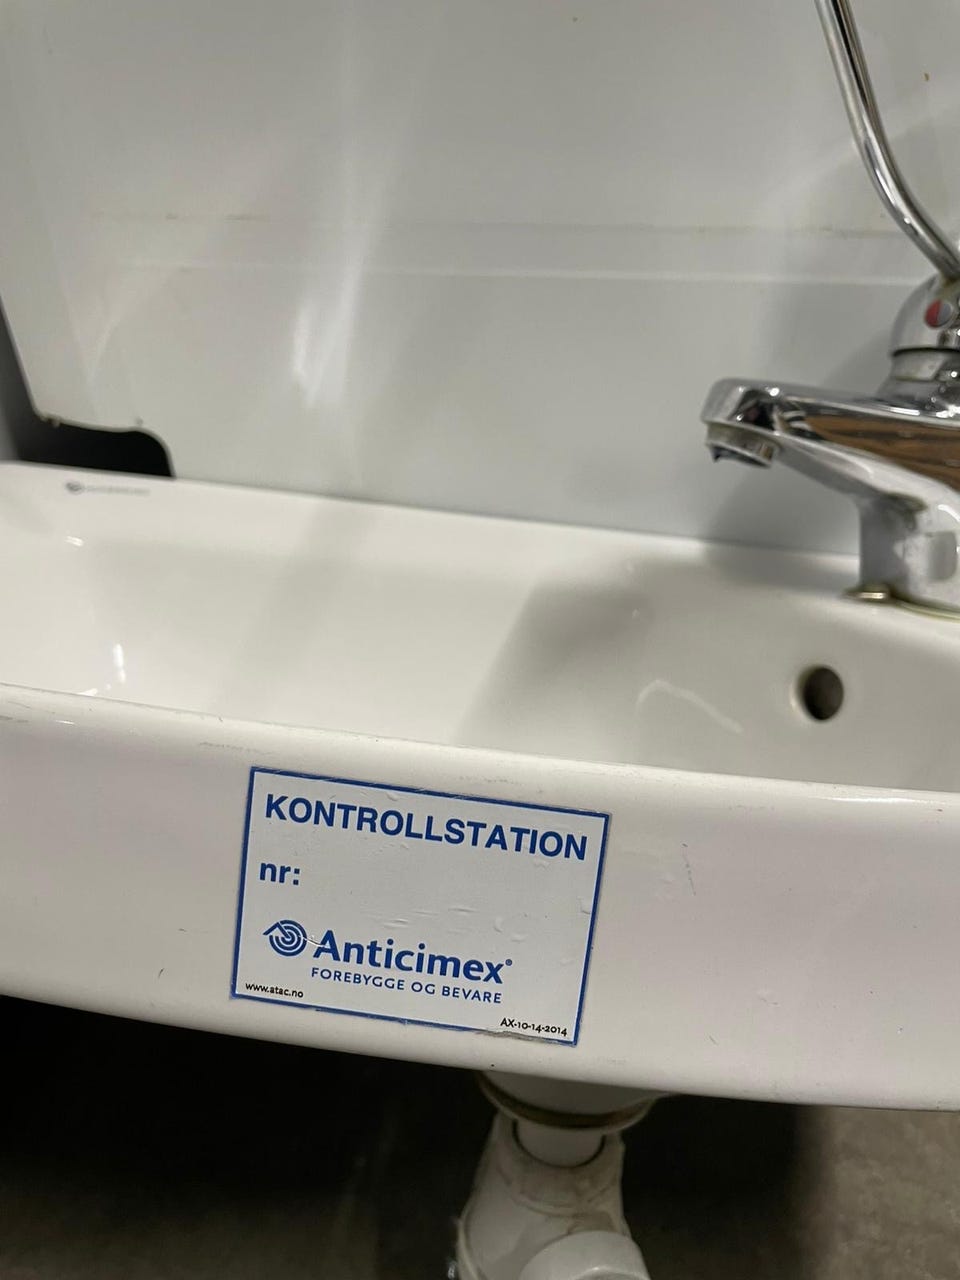 KONTROLLSTATION
nr:
Anticimex®
FOREBYGGE OG BEVARE
www.atac.no
AX-10-14-2014